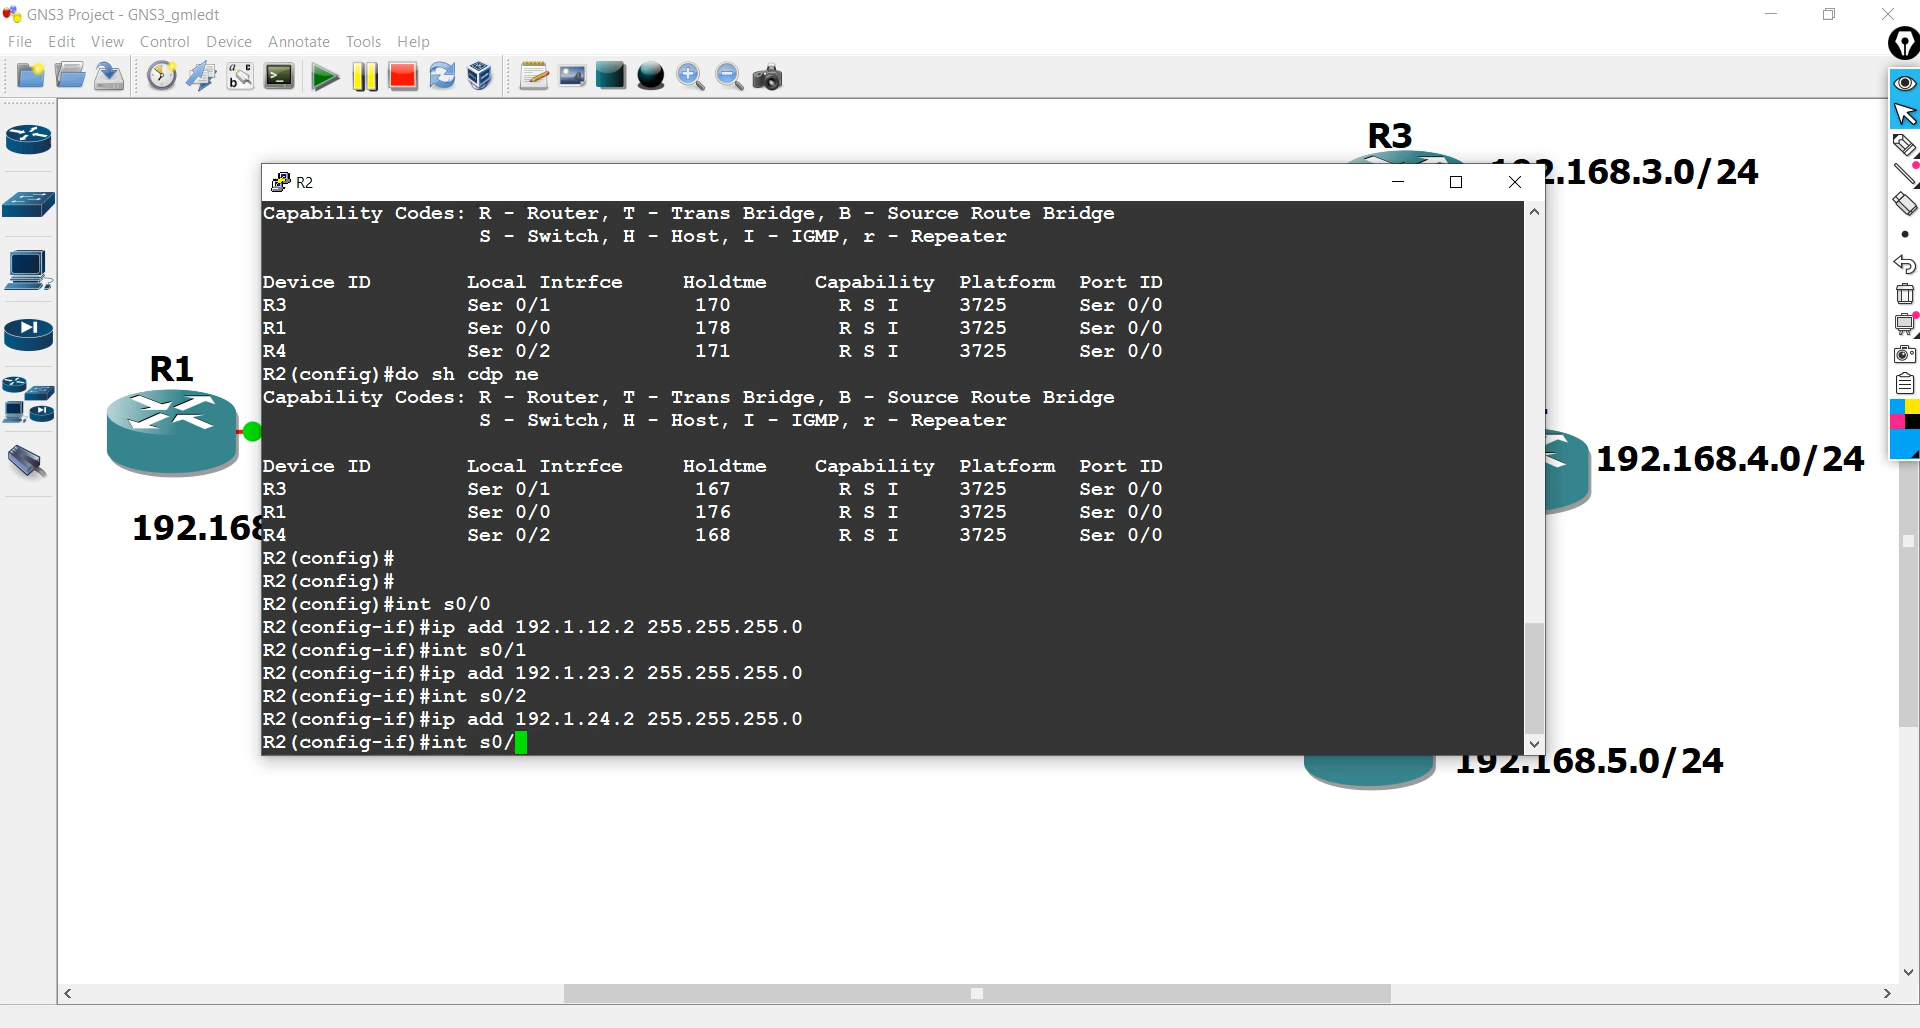 GNS3 Project - GNS3_gmledt
File Edit View Control Device Annotate Tools Help
R3
2.168.3.0/24
R2
Capability Codes: R - Router, T - Trans Bridge, B - Source Route Bridge
S - Switch, H - Host, I - IGMP, r - Repeater
Device ID Local Intrfce Holdtme Capability Platform Port ID
R3 Ser 0/1 170 R S I 3725 Ser 0/0
R1 Ser 0/0 178 R S I 3725 Ser 0/0
R4 Ser 0/2 171 R S I 3725 Ser 0/0
R2(config)#do sh cdp ne
Capability Codes: R - Router, T - Trans Bridge, B - Source Route Bridge
S - Switch, H - Host, I - IGMP, r - Repeater
Device ID Local Intrfce Holdtme Capability Platform Port ID
R3 Ser 0/1 167 R S I 3725 Ser 0/0
R1 Ser 0/0 176 R S I 3725 Ser 0/0
R4 Ser 0/2 168 R S I 3725 Ser 0/0
R2(config)#
R2(config)#
R2(config)#int s0/0
R2(config-if)#ip add 192.1.12.2 255.255.255.0
R2(config-if)#int s0/1
R2(config-if)#ip add 192.1.23.2 255.255.255.0
R2(config-if)#int s0/2
R2(config-if)#ip add 192.1.24.2 255.255.255.0
R2(config-if)#int s0/
R1
192.168
192.168.4.0/24
192.168.5.0/24